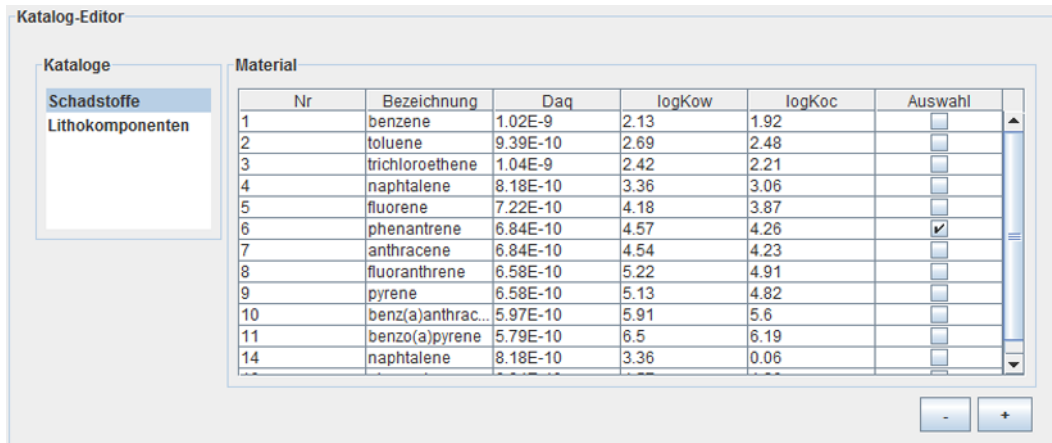 Katalog-Editor
Kataloge
Schadstoffe
Lithokomponenten
Material
Nr Bezeichnung Daq logKow logKoc Auswahl
1 benzene 1.02E-9 2.13 1.92
2 toluene 9.39E-10 2.69 2.48
3 trichloroethene 1.04E-9 2.42 2.21
4 naphtalene 8.18E-10 3.36 3.06
5 fluorene 7.22E-10 4.18 3.87
6 phenantrene 6.84E-10 4.57 4.26
7 anthracene 6.84E-10 4.54 4.23
8 fluoranthrene 6.58E-10 5.22 4.91
9 pyrene 6.58E-10 5.13 4.82
10 benz(a)anthrac... 5.97E-10 5.91 5.6
11 benzo(a)pyrene 5.79E-10 6.5 6.19
14 naphtalene 8.18E-10 3.36 0.06
- +